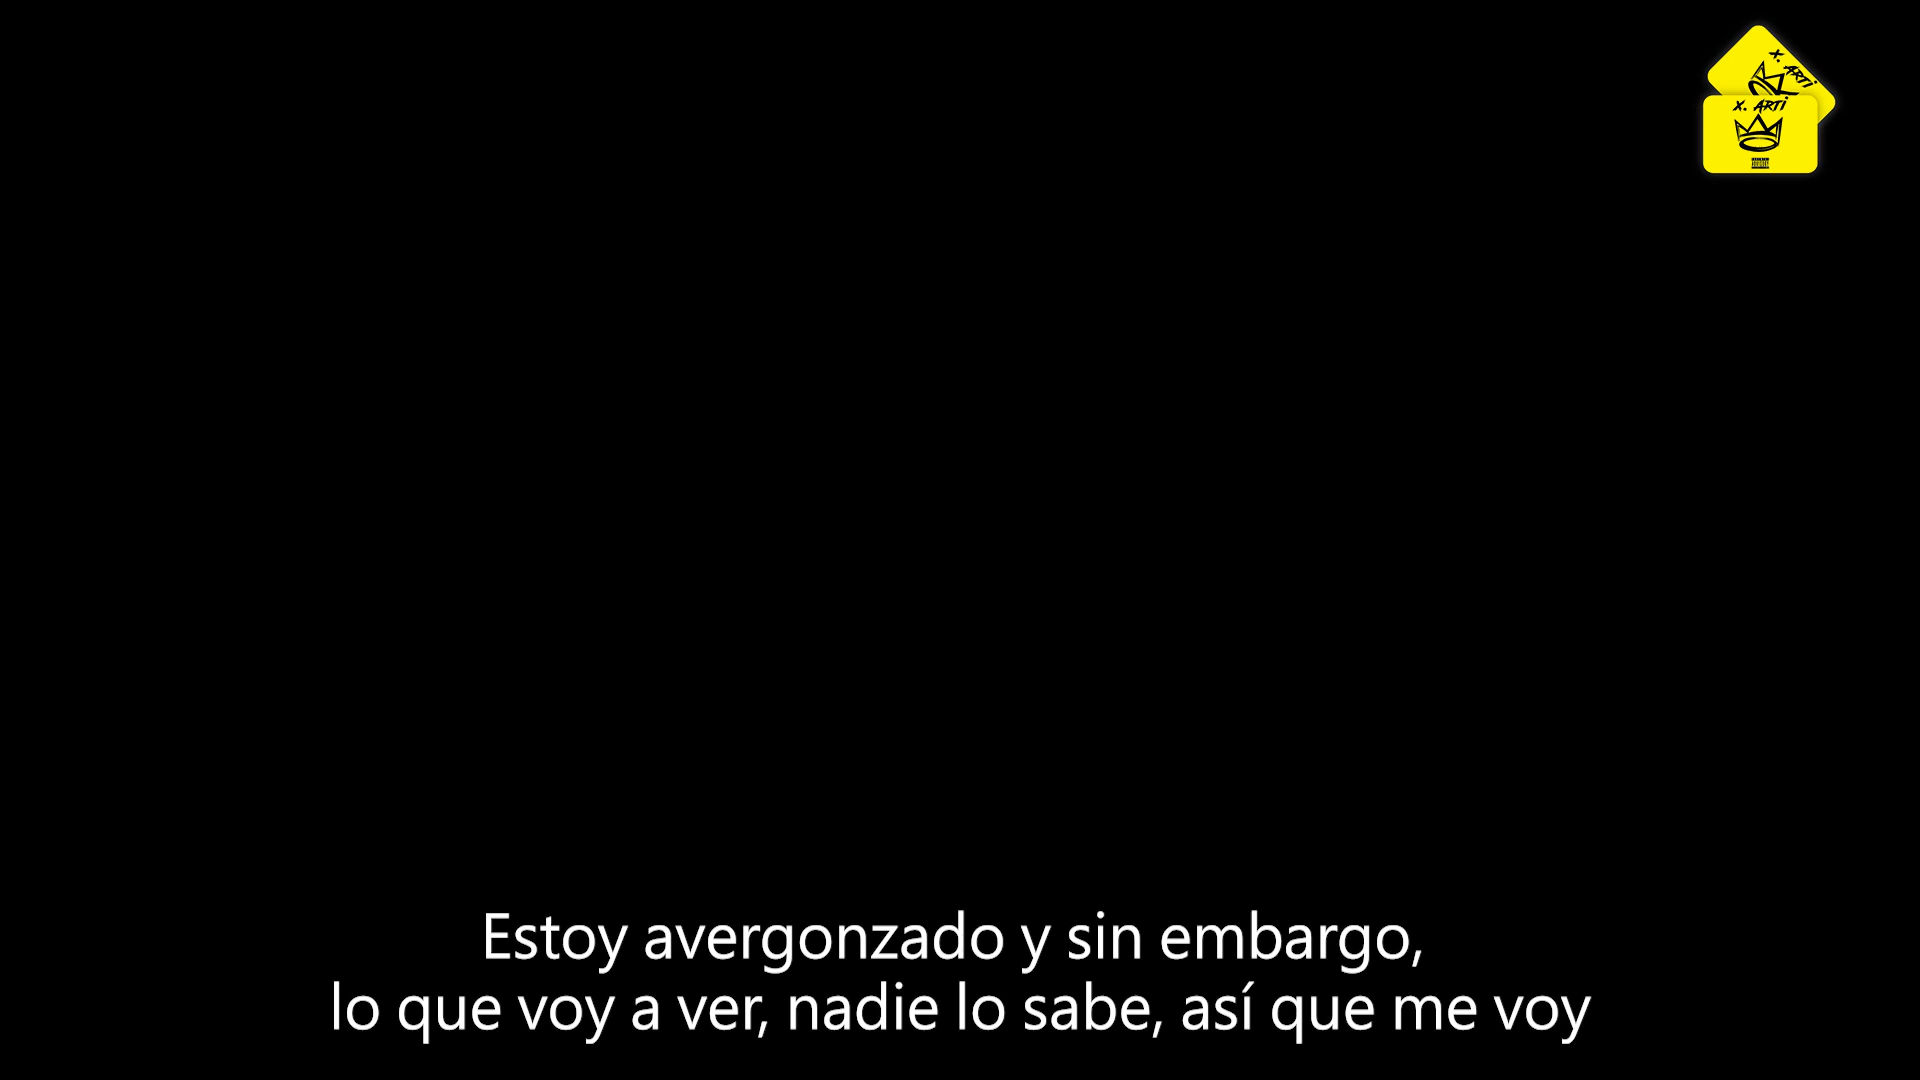 X. ARTI
X. ARTI
Estoy avergonzado y sin embargo,
lo que voy a ver, nadie lo sabe, así que me voy